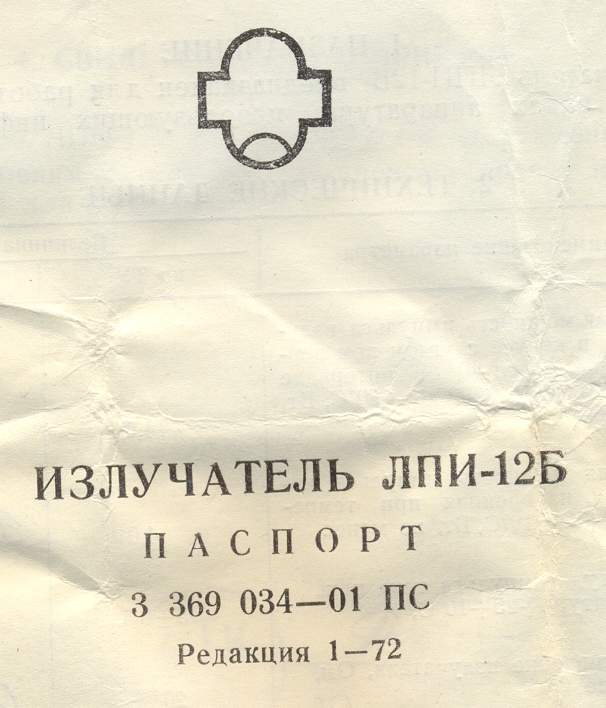 ИЗЛУЧАТЕЛЬ ЛПИ-12Б
ПАСПОРТ
3 369 034—01 ПС
Редакция 1—72